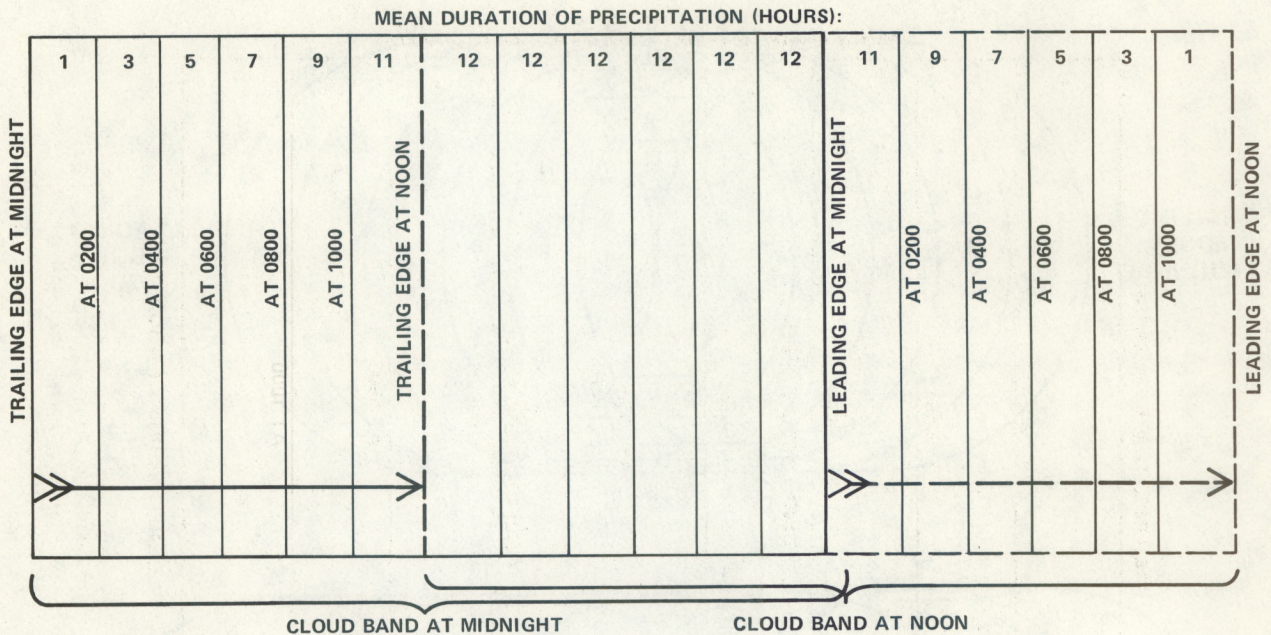 MEAN DURATION OF PRECIPITATION (HOURS):
1 3 5 7 9 11 12 12 12 12 12 12 11 9 7 5 3 1
TRAILING EDGE AT MIDNIGHT
AT 0200
AT 0400
AT 0600
AT 0800
AT 1000
TRAILING EDGE AT NOON
LEADING EDGE AT MIDNIGHT
AT 0200
AT 0400
AT 0600
AT 0800
AT 1000
LEADING EDGE AT NOON
CLOUD BAND AT MIDNIGHT
CLOUD BAND AT NOON